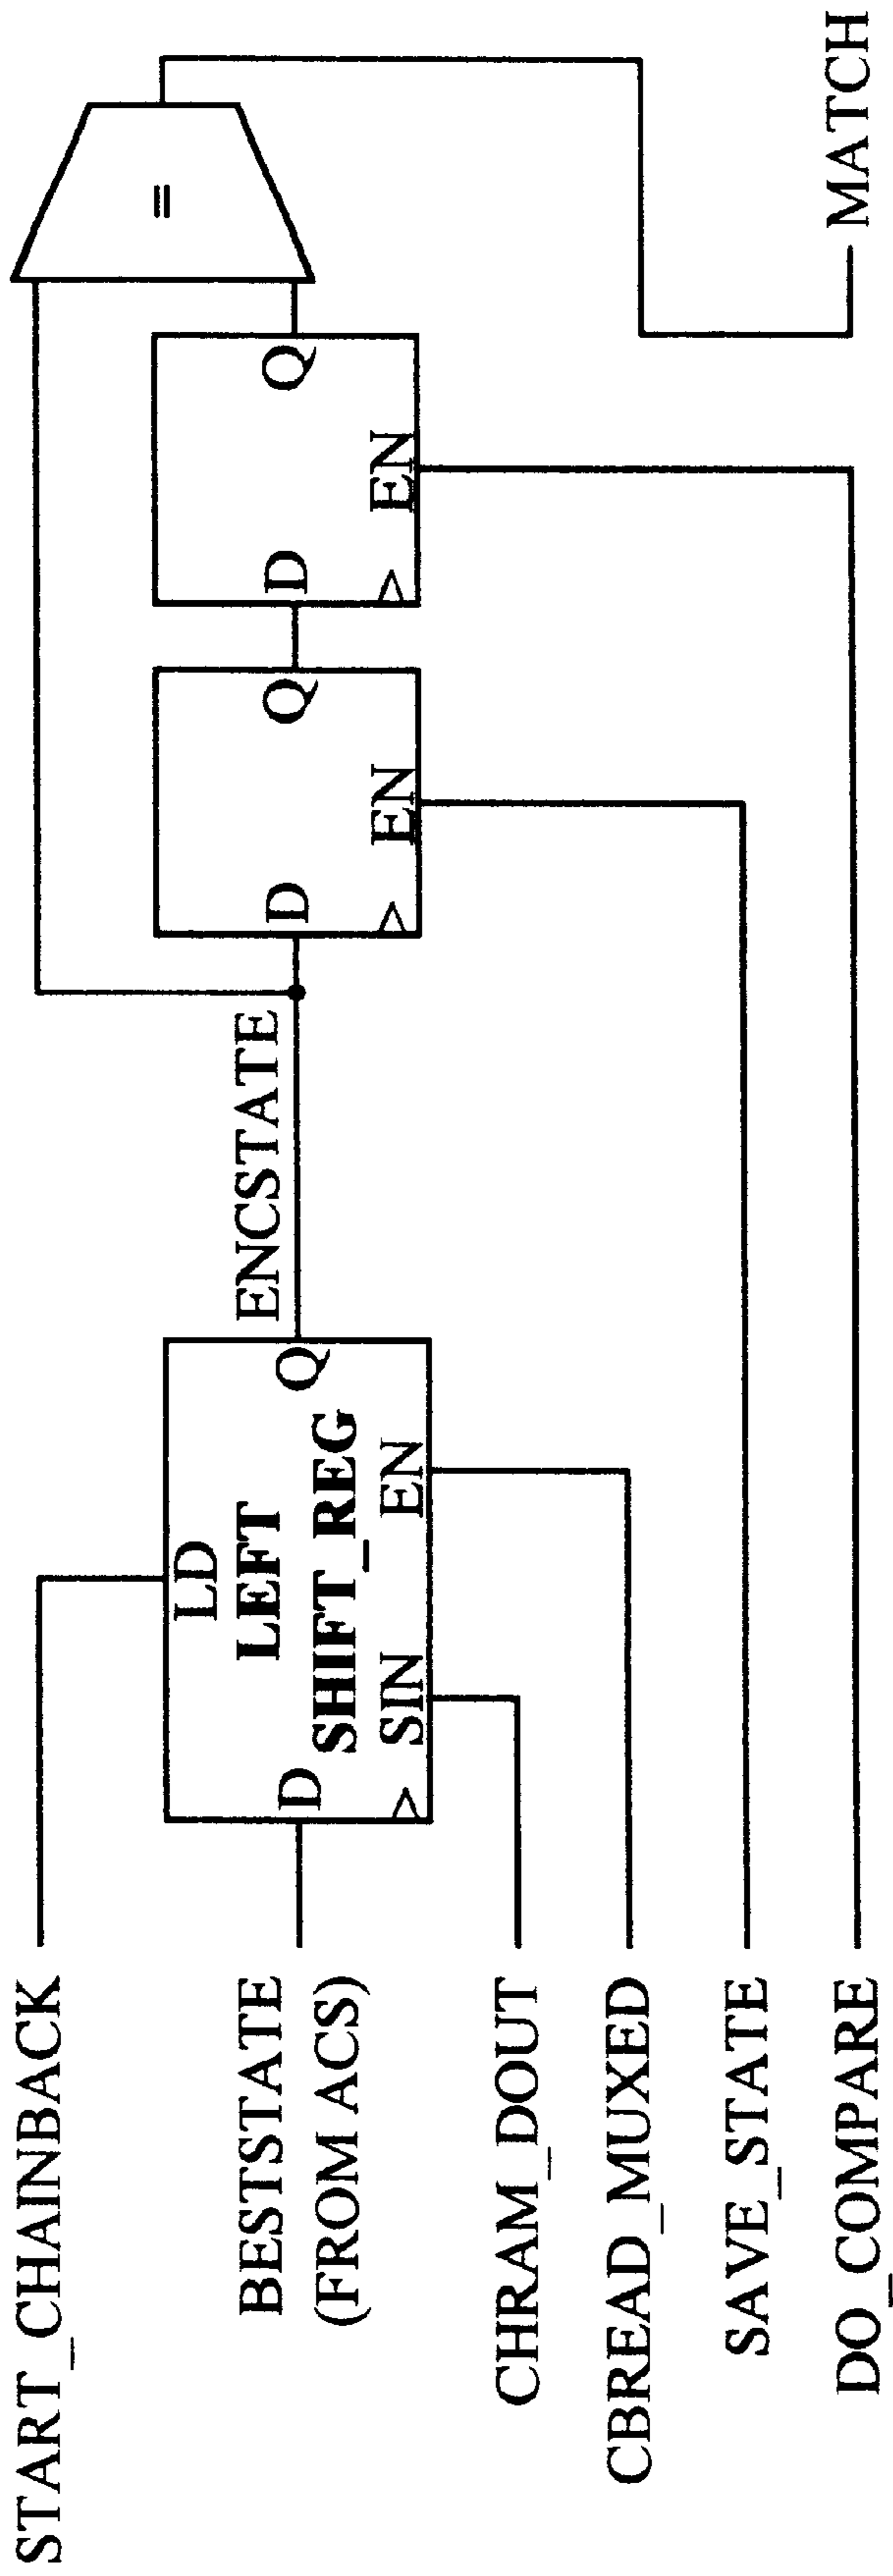 START_CHAINBACK
BESTSTATE
(FROM ACS)
CHRAM_DOUT
CBREAD_MUXED
SAVE_STATE
DO_COMPARE
LD
LEFT
SHIFT_REG
D
Q
SIN
EN
>
ENCSTATE
D
Q
EN
>
D
Q
EN
>
=
MATCH